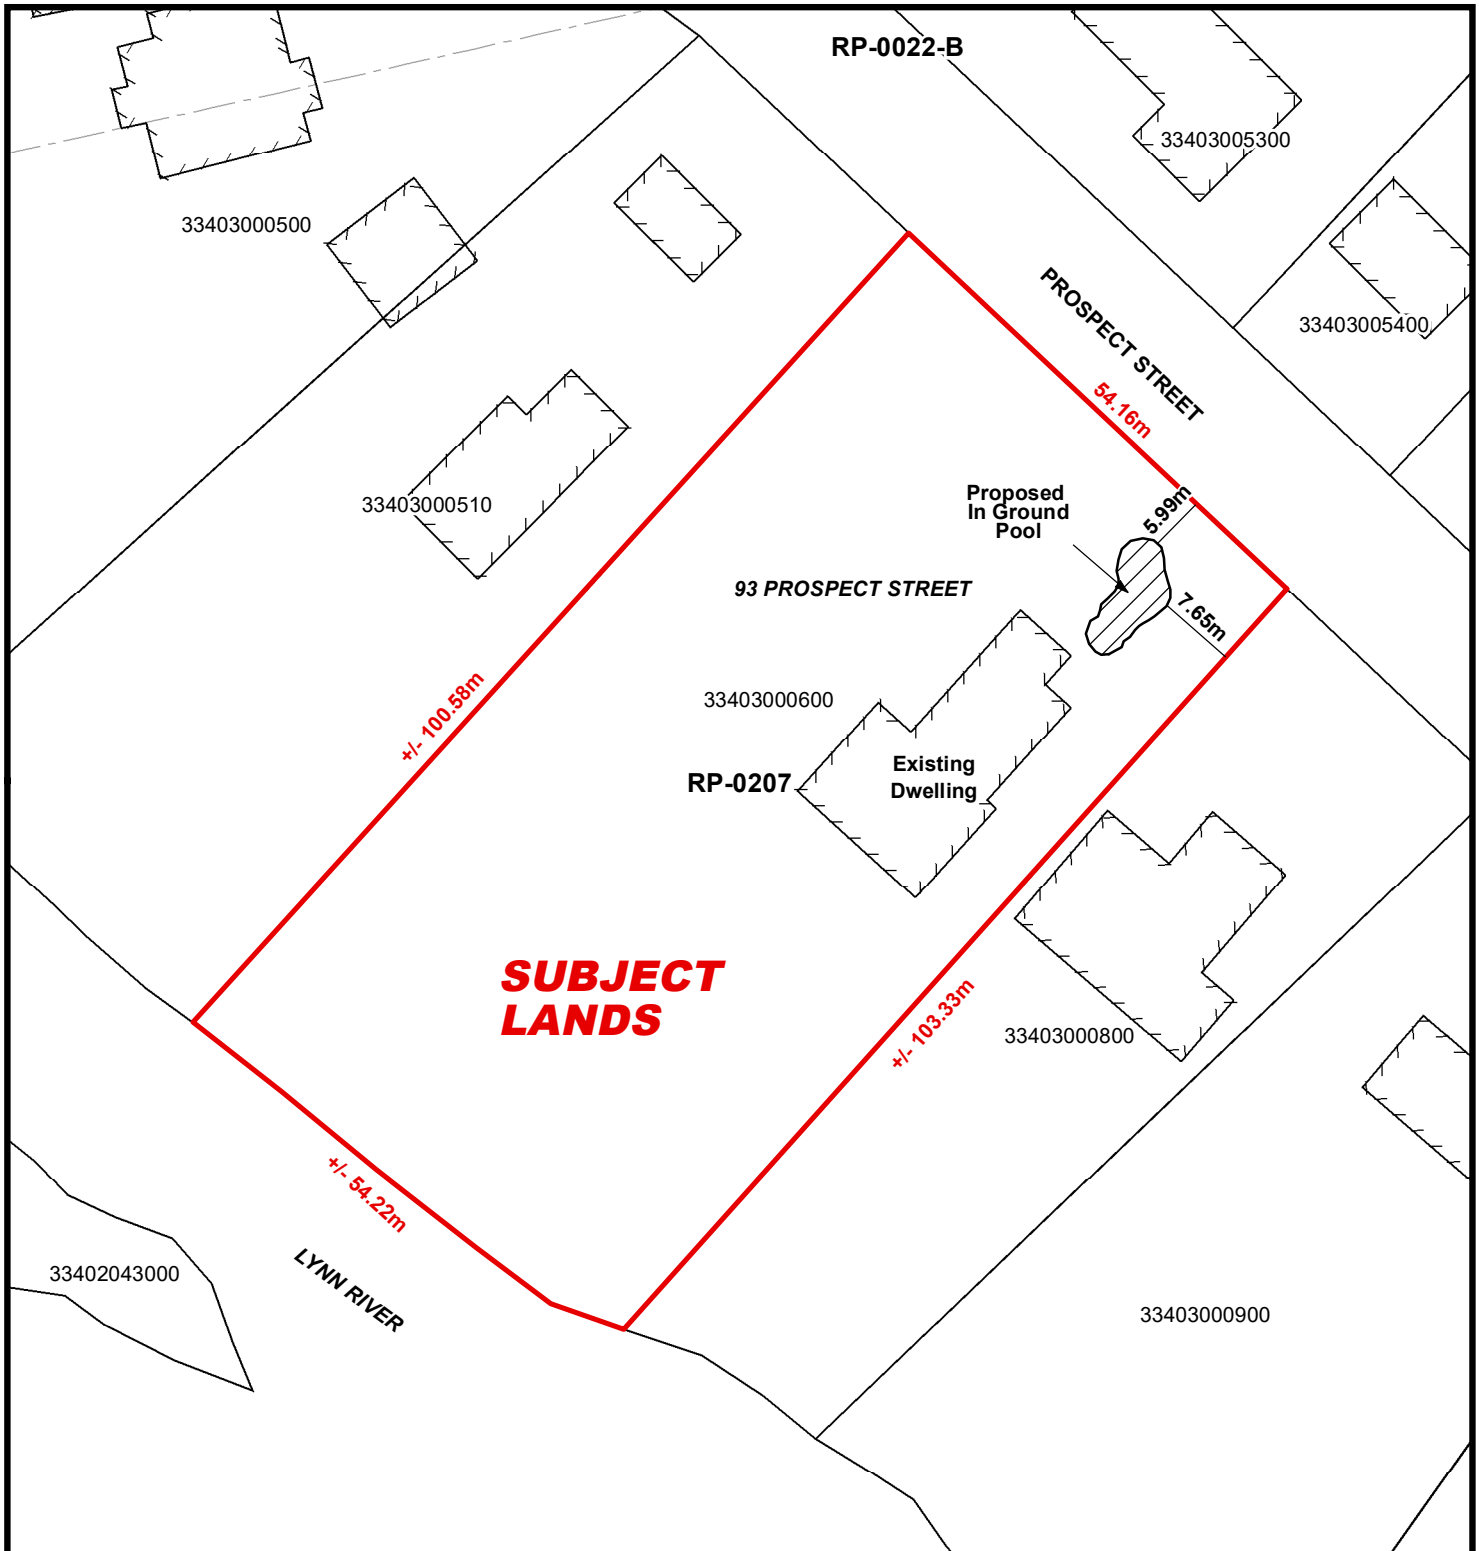 RP-0022-B
33403005300
33403000500
PROSPECT STREET
33403005400
54.16m
Proposed
In Ground
Pool
5.99m
33403000510
93 PROSPECT STREET
7.65m
+/- 100.58m
33403000600
RP-0207
Existing
Dwelling
SUBJECT
LANDS
+/- 103.33m
33403000800
+/- 54.22m
LYNN RIVER
33402043000
33403000900